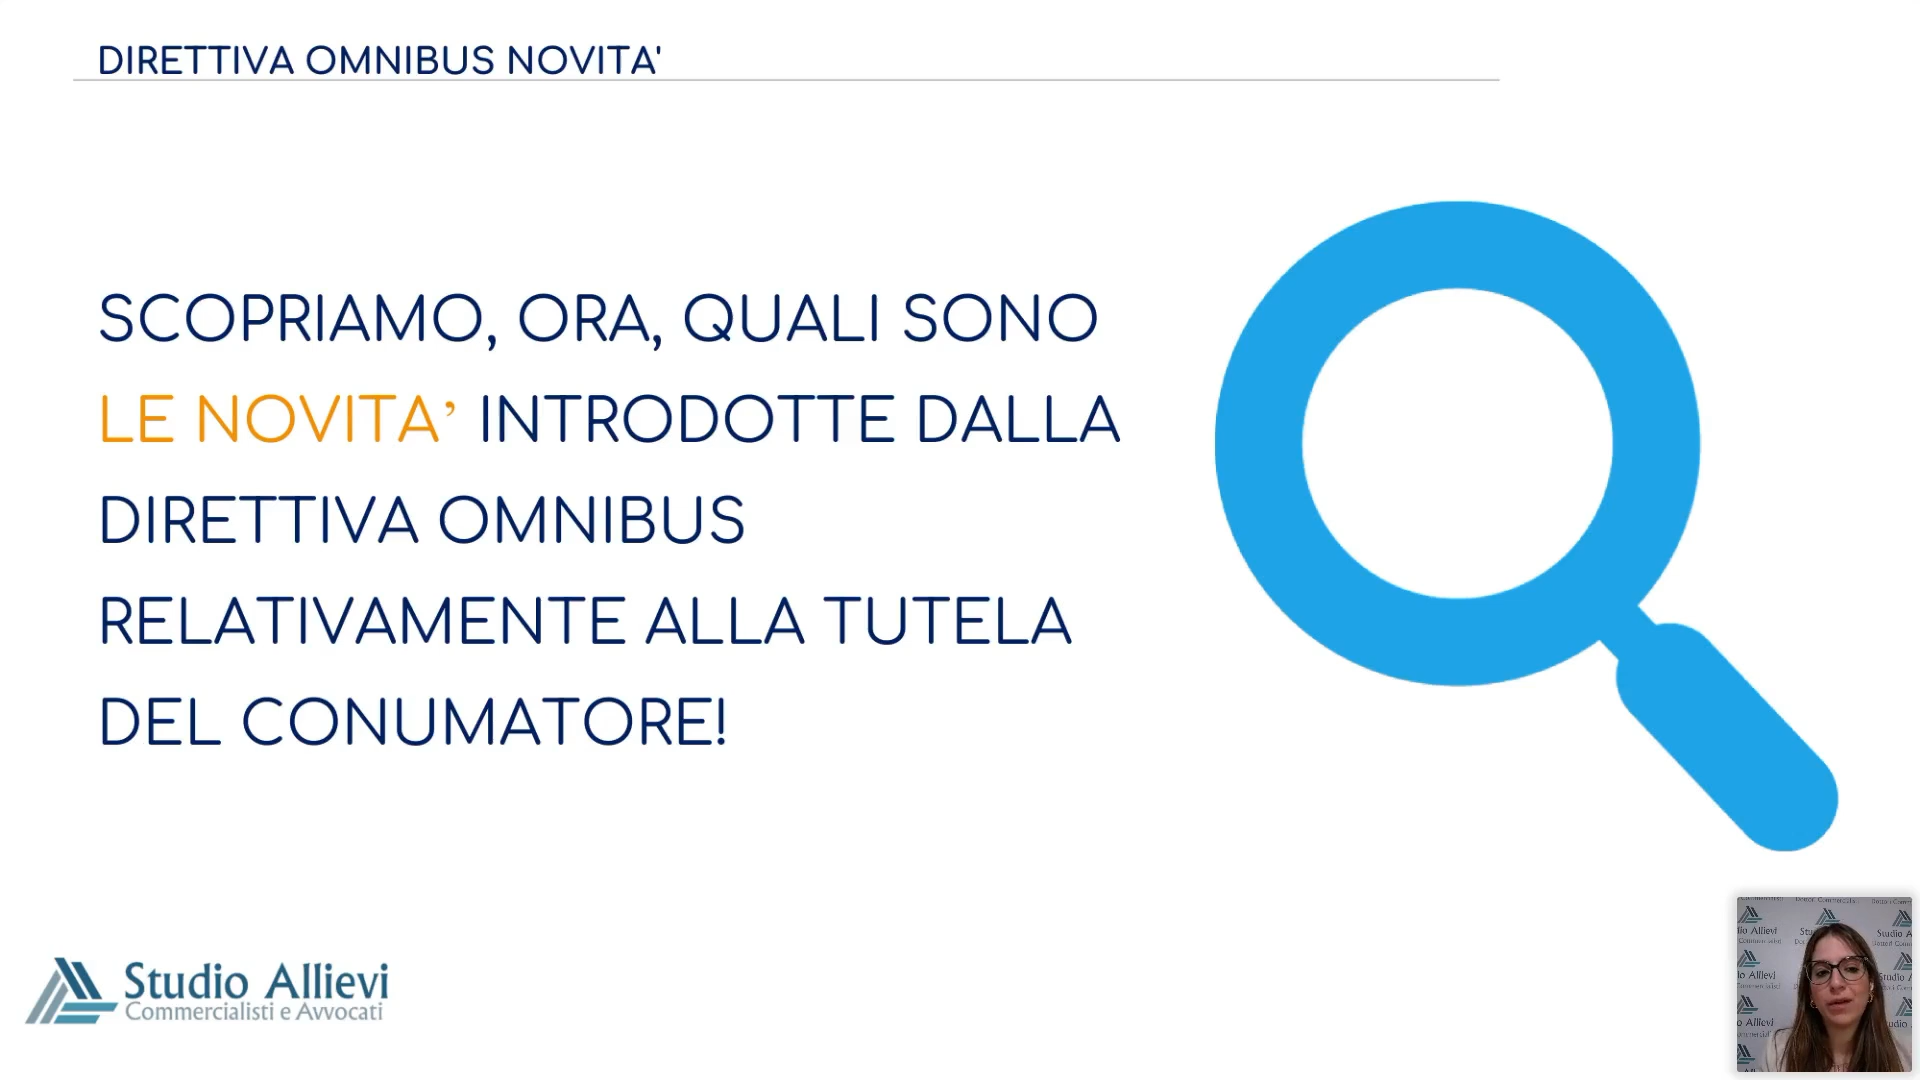 DIRETTIVA OMNIBUS NOVITA'
SCOPRIAMO, ORA, QUALI SONO
LE NOVITA’ INTRODOTTE DALLA
DIRETTIVA OMNIBUS
RELATIVAMENTE ALLA TUTELA
DEL CONUMATORE!
Studio Allievi
Commercialisti e Avvocati